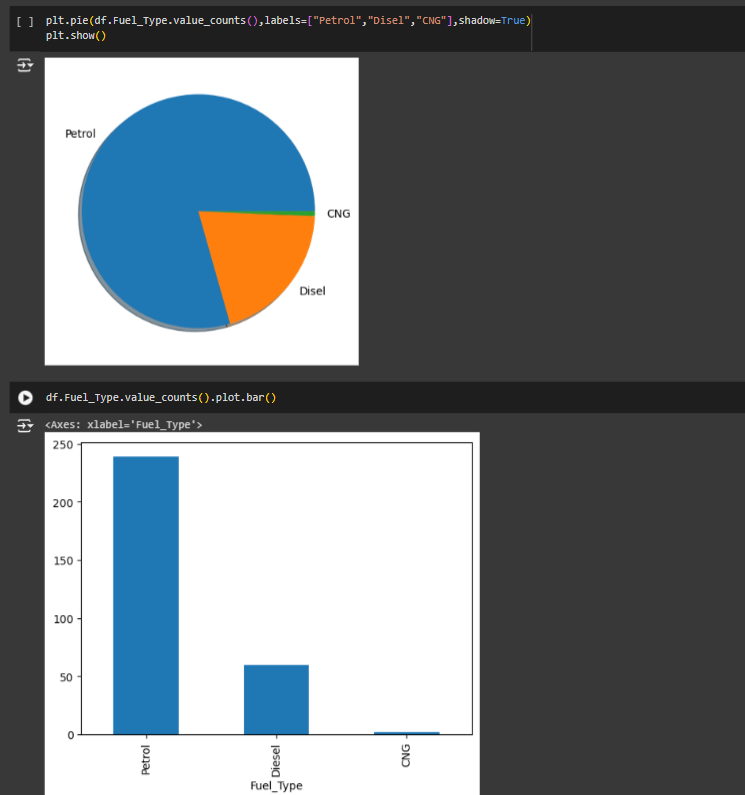 [ ] plt.pie(df.Fuel_Type.value_counts(),labels=["Petrol","Disel","CNG"],shadow=True)
plt.show()
Petrol
CNG
Disel
df.Fuel_Type.value_counts().plot.bar()
<Axes: xlabel='Fuel_Type'>
250
200
150
100
50
0
Petrol
Diesel
CNG
Fuel_Type